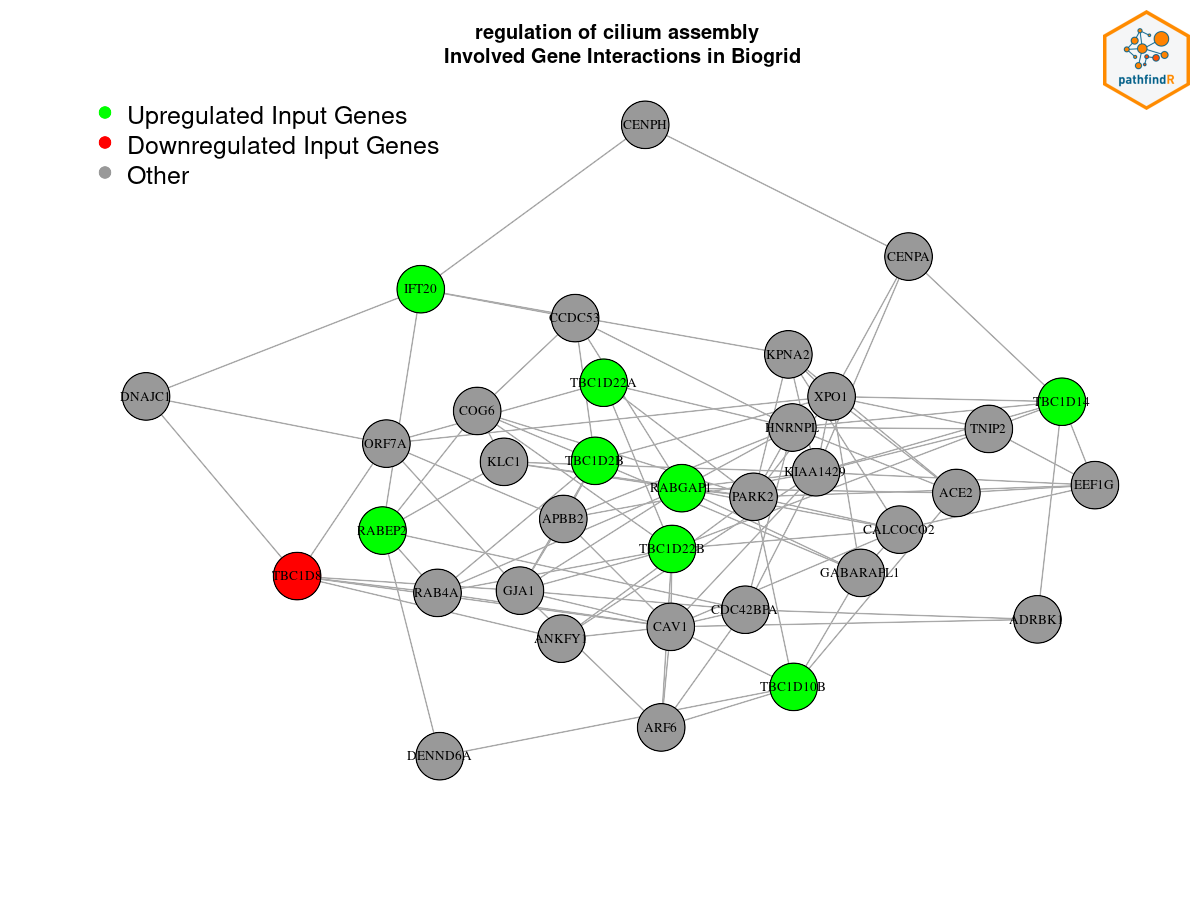 regulation of cilium assembly
Involved Gene Interactions in Biogrid
pathfindR
Upregulated Input Genes
Downregulated Input Genes
Other
CENPH
CENPA
IFT20
CCDC53
KPNA2
TBC1D22A
DNAJC1
XPO1
TBC1D14
COG6
HNRNPL
TNIP2
ORF7A
KLC1
TBC1D2B
KIAA1429
RABGAP1
PARK2
ACE2
EEF1G
APBB2
RABEP2
CALCOCO2
TBC1D22B
GABARAPL1
TBC1D8
RAB4A
GJA1
CDC42BPA
ADRBK1
CAV1
ANKFY1
TBC1D10B
ARF6
DENND6A